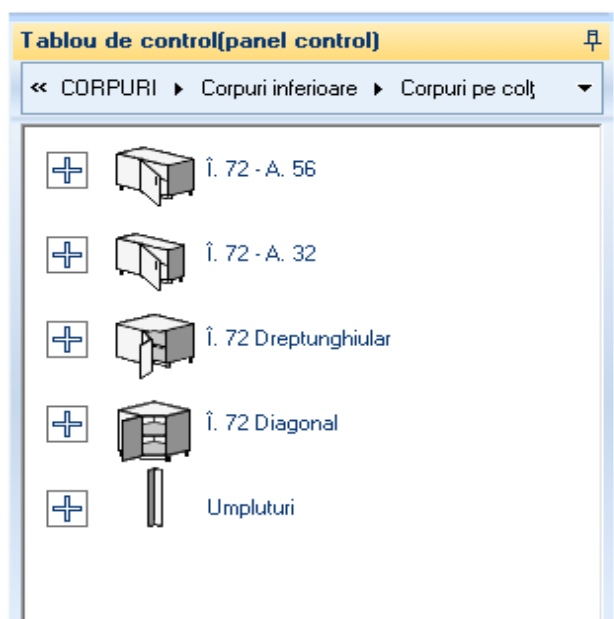 Tablou de control(panel control)
« CORPURI ▸ Corpuri inferioare ▸ Corpuri pe colţ
Î. 72 - A. 56
Î. 72 - A. 32
Î. 72 Dreptunghiular
Î. 72 Diagonal
Umpluturi